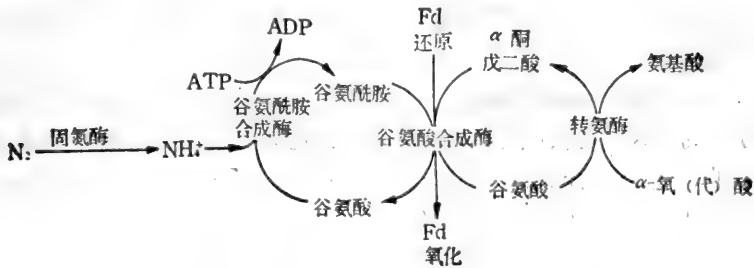 ADP
Fd
还原
α 酮
戊二酸
氨基酸
ATP
谷氨酰胺
合成酶
谷氨酰胺
N₂
固氮酶
NH₄⁺
谷氨酸合成酶
转氨酶
谷氨酸
谷氨酸
α-氧（代）酸
Fd
氧化